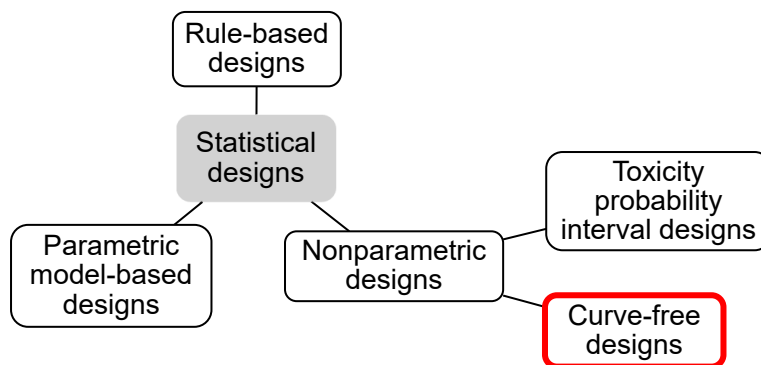 Rule-based
designs
Statistical
designs
Toxicity
probability
interval designs
Parametric
model-based
designs
Nonparametric
designs
Curve-free
designs